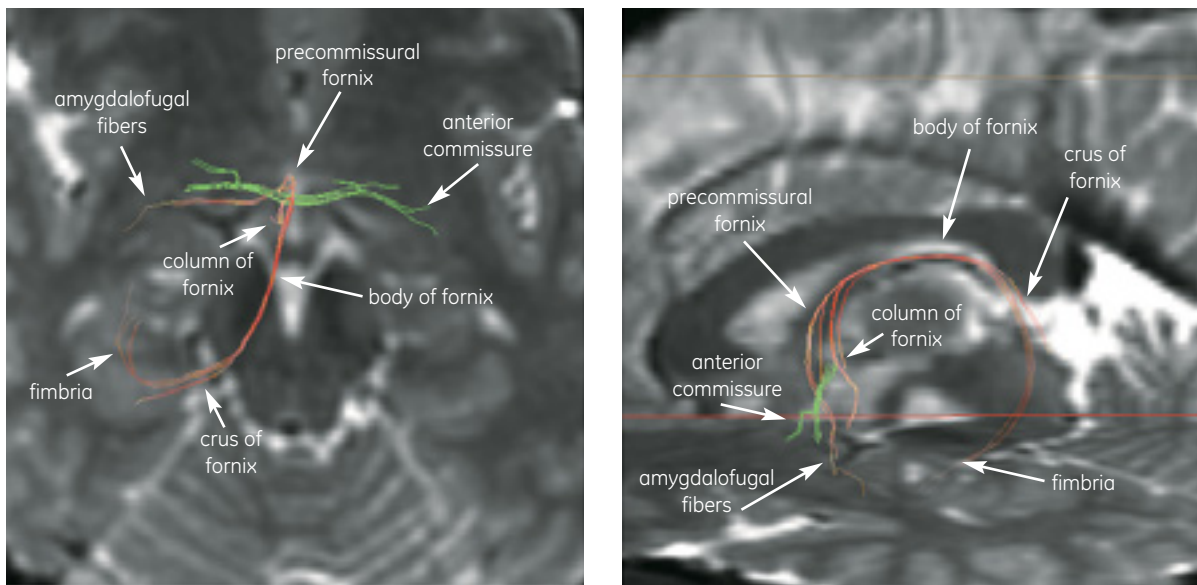 precommissural
fornix
amygdalofugal
fibers
anterior
commissure
column of
fornix
body of fornix
fimbria
crus of
fornix
body of fornix
crus of
fornix
precommissural
fornix
column of
fornix
anterior
commissure
amygdalofugal
fibers
fimbria